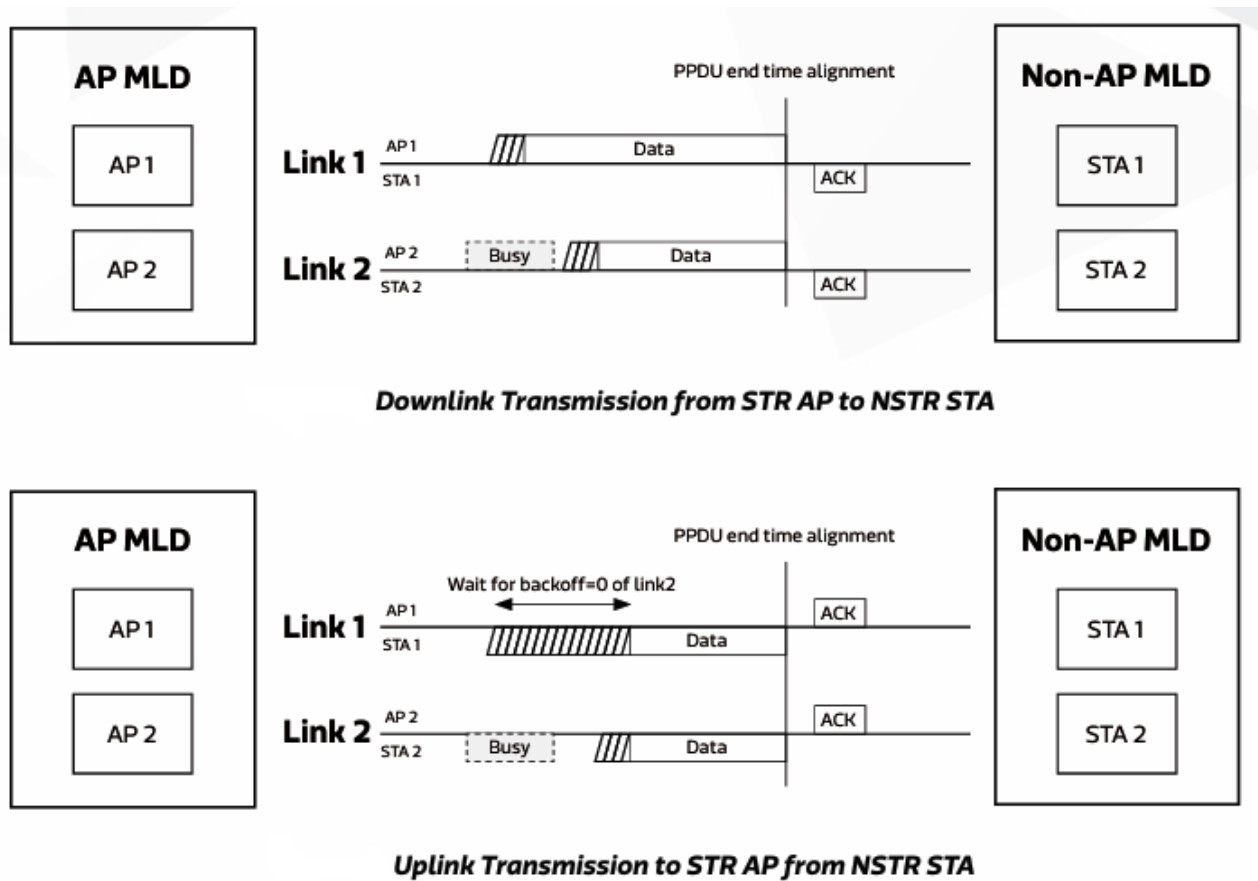 AP MLD
AP 1
AP 2
PPDU end time alignment
Link 1
AP 1
STA 1
Data
ACK
Link 2
AP 2
STA 2
Busy
Data
ACK
Non-AP MLD
STA 1
STA 2
Downlink Transmission from STR AP to NSTR STA
AP MLD
AP 1
AP 2
PPDU end time alignment
Wait for backoff=0 of link2
Link 1
AP 1
STA 1
Data
ACK
Link 2
AP 2
STA 2
Busy
Data
ACK
Non-AP MLD
STA 1
STA 2
Uplink Transmission to STR AP from NSTR STA